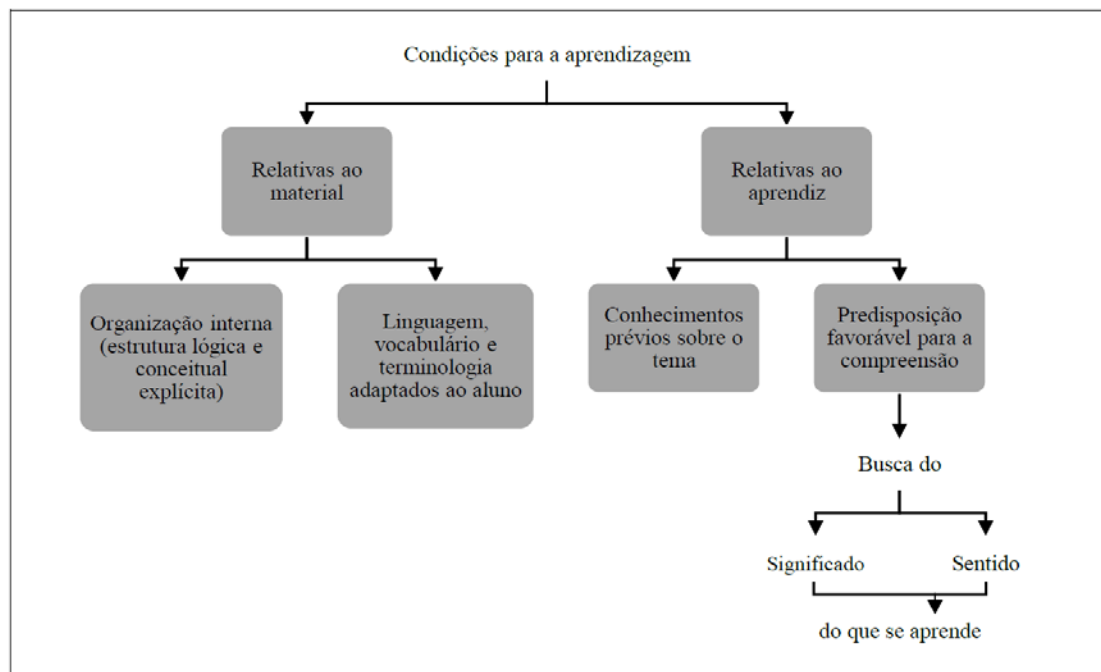 Condições para a aprendizagem
Relativas ao
material
Relativas ao
aprendiz
Organização interna
(estrutura lógica e
conceitual
explícita)
Linguagem,
vocabulário e
terminologia
adaptados ao aluno
Conhecimentos
prévios sobre o
tema
Predisposição
favorável para a
compreensão
Busca do
Significado
Sentido
do que se aprende